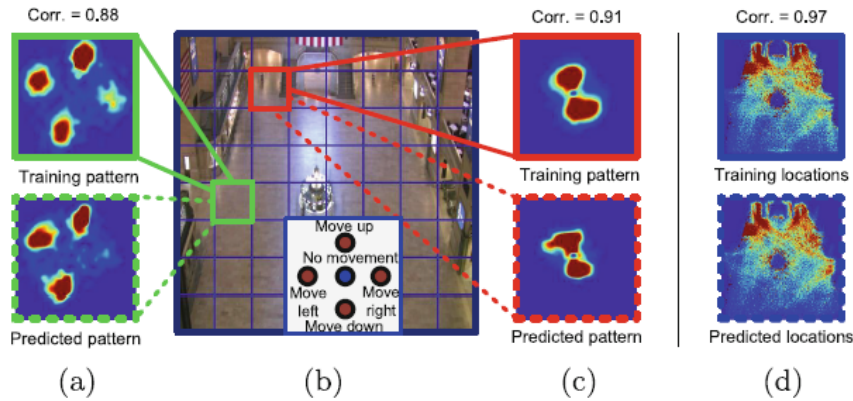 Corr. = 0.88
Corr. = 0.91
Corr. = 0.97
Training pattern
Training pattern
Training locations
Move up
No movement
Move left
Move right
Move down
Predicted pattern
Predicted pattern
Predicted locations
(a)
(b)
(c)
(d)